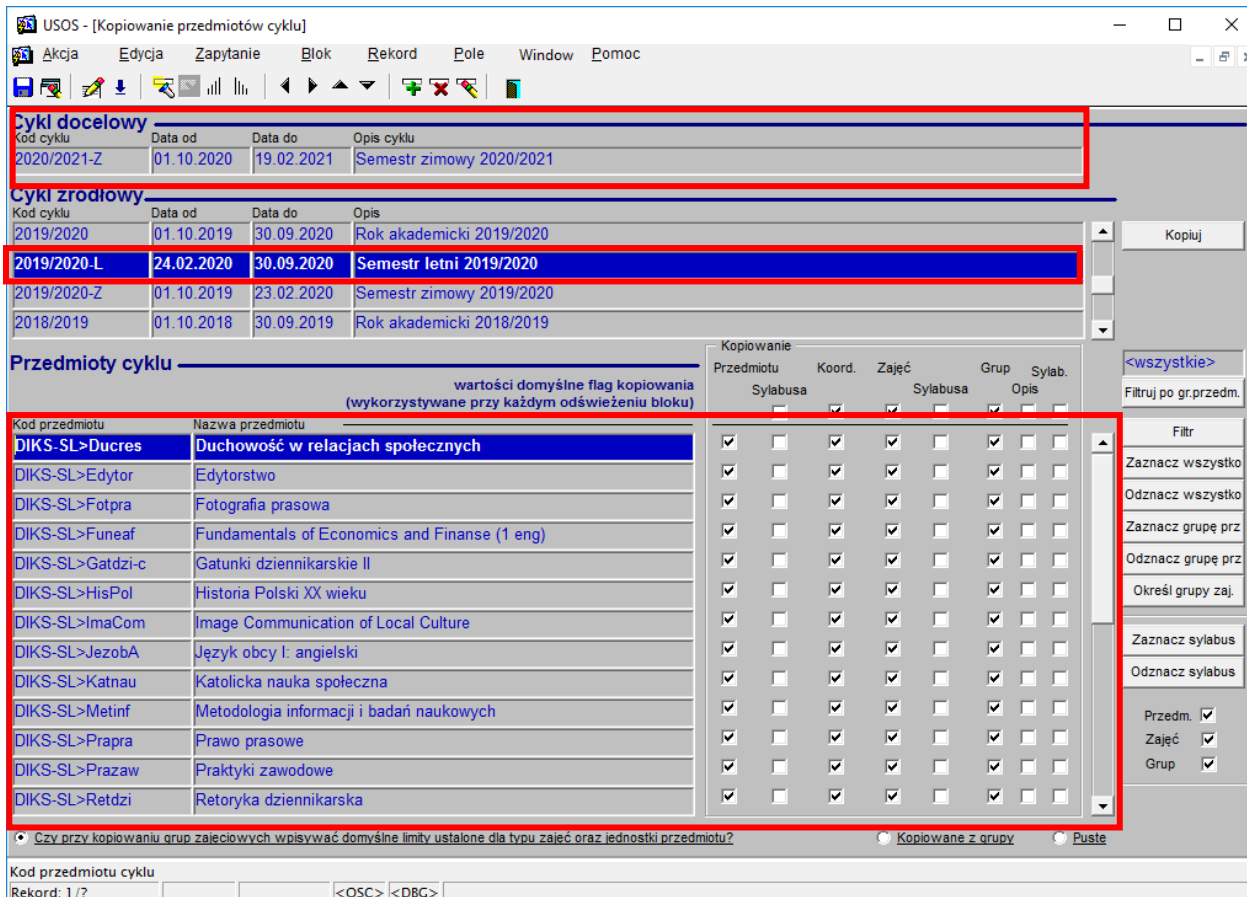 USOS - [Kopiowanie przedmiotów cyklu]
Akcja Edycja Zapytanie Blok Rekord Pole Window Pomoc
Cykl docelowy
Kod cyklu Data od Data do Opis cyklu
2020/2021-Z 01.10.2020 19.02.2021 Semestr zimowy 2020/2021
Cykl źródłowy
Kod cyklu Data od Data do Opis
2019/2020 01.10.2019 30.09.2020 Rok akademicki 2019/2020
Kopiuj
2019/2020-L 24.02.2020 30.09.2020 Semestr letni 2019/2020
2019/2020-Z 01.10.2019 23.02.2020 Semestr zimowy 2019/2020
2018/2019 01.10.2018 30.09.2019 Rok akademicki 2018/2019
Kopiowanie
Przedmioty cyklu
Przedmiotu Koord. Zajęć Grup Sylab.
<wszystkie>
wartości domyślne flag kopiowania
Sylabusa Sylabusa Opis
(wykorzystywane przy każdym odświeżeniu bloku)
Filtruj po gr.przedm.
Kod przedmiotu Nazwa przedmiotu
Filtr
DIKS-SL>Ducres Duchowość w relacjach społecznych
Zaznacz wszystko
DIKS-SL>Edytor Edytorstwo
Odznacz wszystko
DIKS-SL>Fotpra Fotografia prasowa
Zaznacz grupę prz
DIKS-SL>Funeaf Fundamentals of Economics and Finanse (1 eng)
Odznacz grupę prz
DIKS-SL>Gatdzi-c Gatunki dziennikarskie II
Określ grupy zaj.
DIKS-SL>HisPol Historia Polski XX wieku
DIKS-SL>ImaCom Image Communication of Local Culture
Zaznacz sylabus
DIKS-SL>JezobA Język obcy I: angielski
Odznacz sylabus
DIKS-SL>Katnau Katolicka nauka społeczna
DIKS-SL>Metinf Metodologia informacji i badań naukowych
Przedm.
DIKS-SL>Prapra Prawo prasowe
Zajęć
DIKS-SL>Prazaw Praktyki zawodowe
Grup
DIKS-SL>Retdzi Retoryka dziennikarska
Czy przy kopiowaniu grup zajęciowych wpisywać domyślne limity ustalone dla typu zajęć oraz jednostki przedmiotu? Kopiowane z grupy Puste
Kod przedmiotu cyklu
Rekord: 1/? <OSC> <DBG>